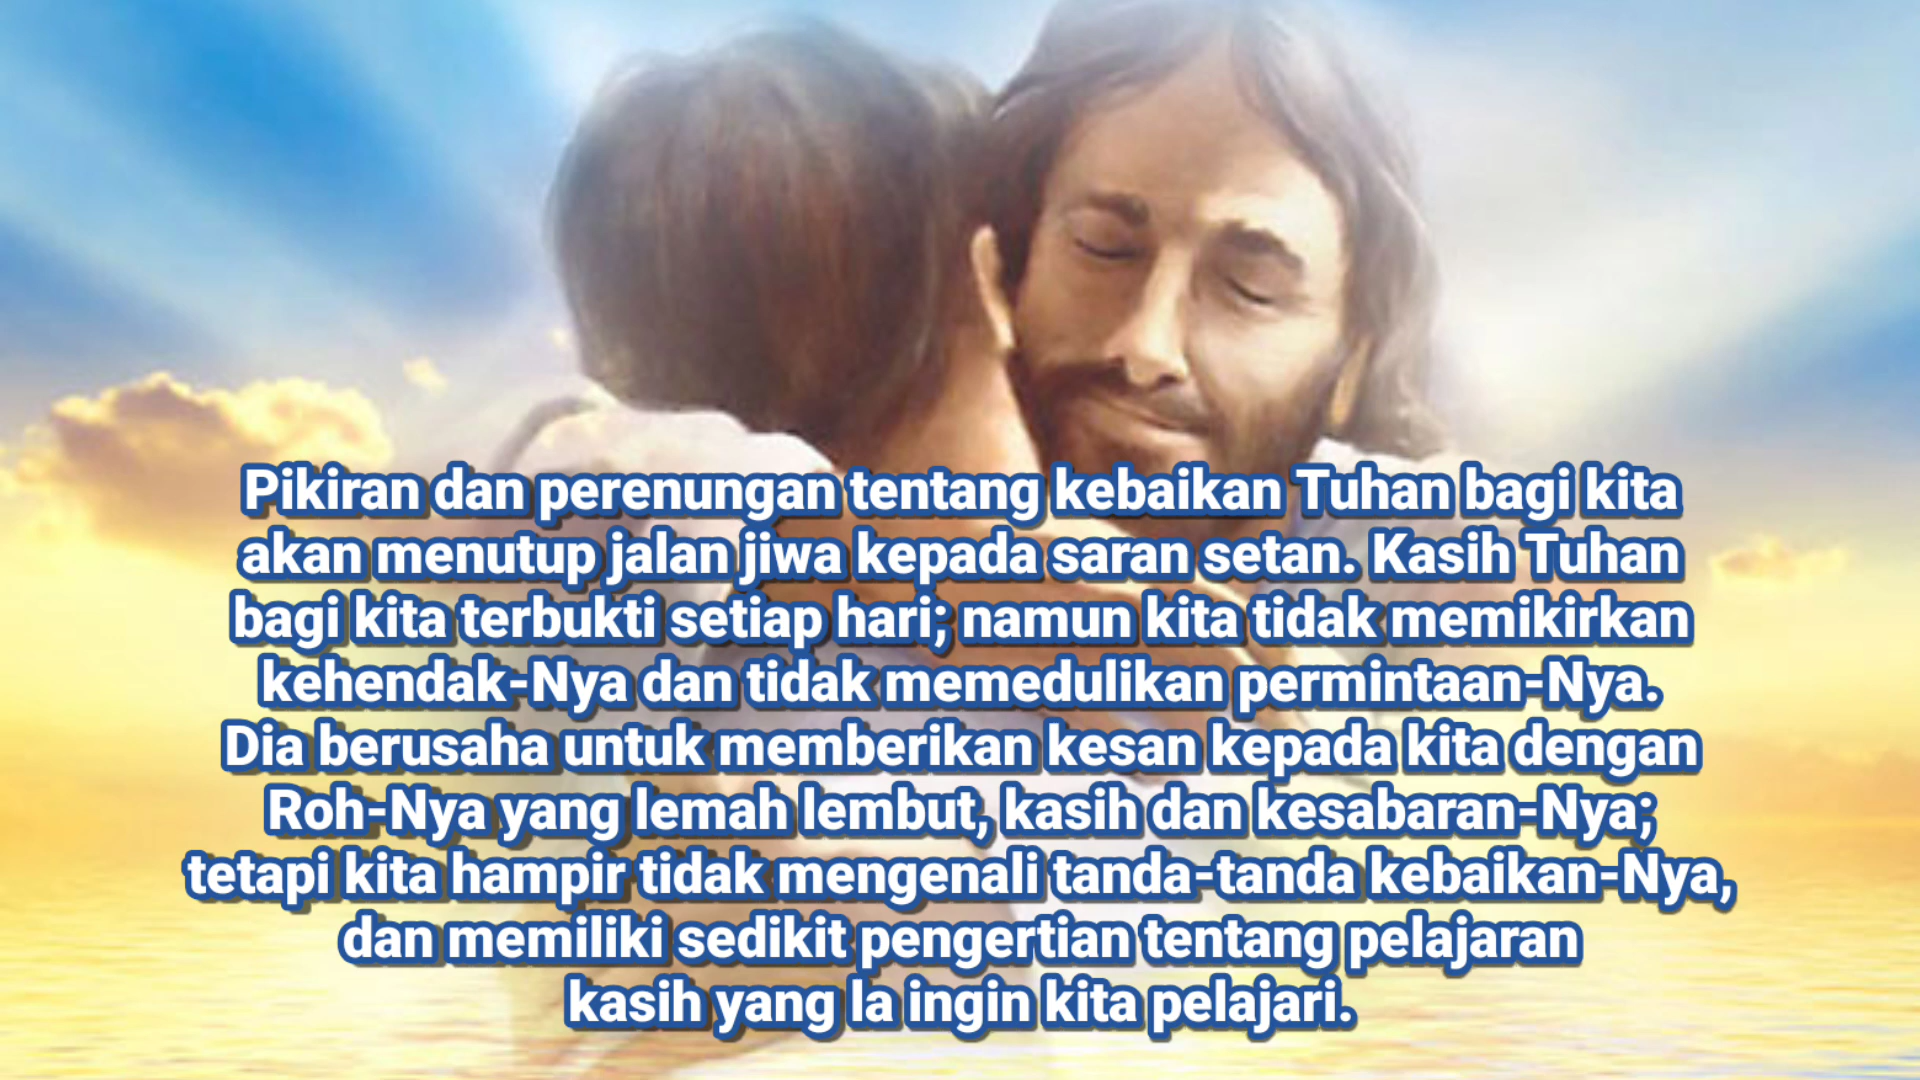 Pikiran dan perenungan tentang kebaikan Tuhan bagi kita
akan menutup jalan jiwa kepada saran setan. Kasih Tuhan
bagi kita terbukti setiap hari; namun kita tidak memikirkan
kehendak-Nya dan tidak memedulikan permintaan-Nya.
Dia berusaha untuk memberikan kesan kepada kita dengan
Roh-Nya yang lemah lembut, kasih dan kesabaran-Nya;
tetapi kita hampir tidak mengenali tanda-tanda kebaikan-Nya,
dan memiliki sedikit pengertian tentang pelajaran
kasih yang Ia ingin kita pelajari.